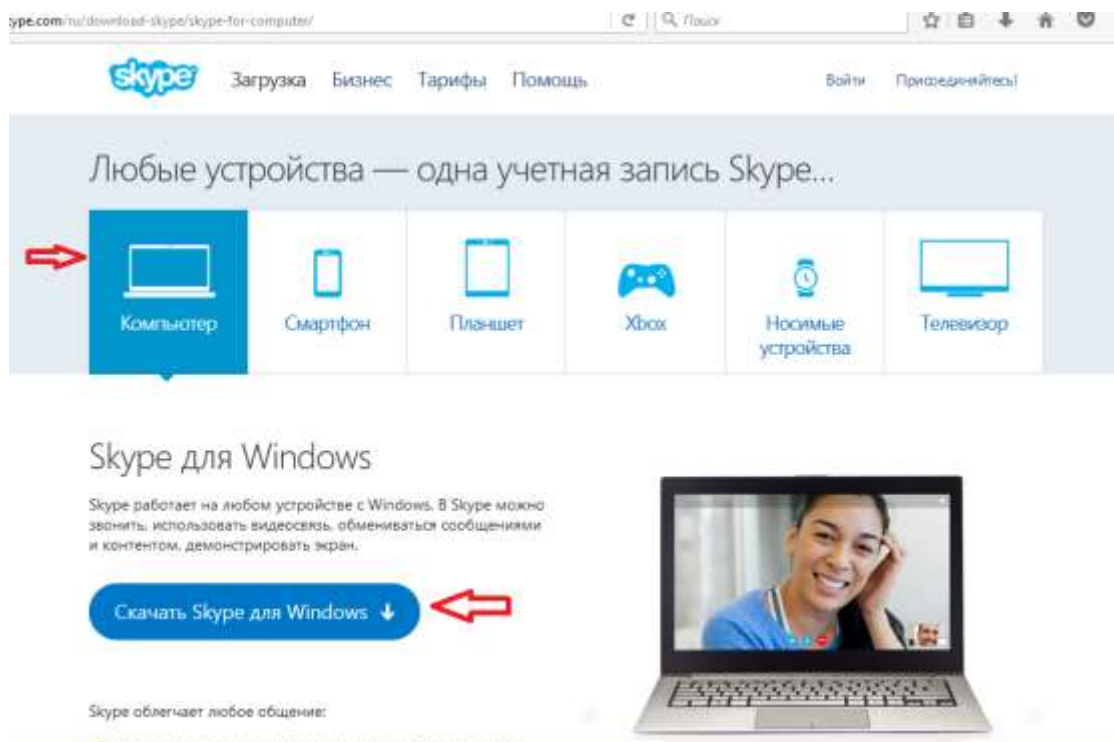 ype.com/ru/download-skype/skype-for-computer/
Поиск
skype Загрузка Бизнес Тарифы Помощь Войти Присоединяйтесь!
Любые устройства — одна учетная запись Skype...
Компьютер Смартфон Планшет Xbox Носимые устройства Телевизор
Skype для Windows
Skype работает на любом устройстве с Windows. В Skype можно
звонить, использовать видеосвязь, обмениваться сообщениями
и контентом, демонстрировать экран.
Скачать Skype для Windows
Skype облегчает любое общение: